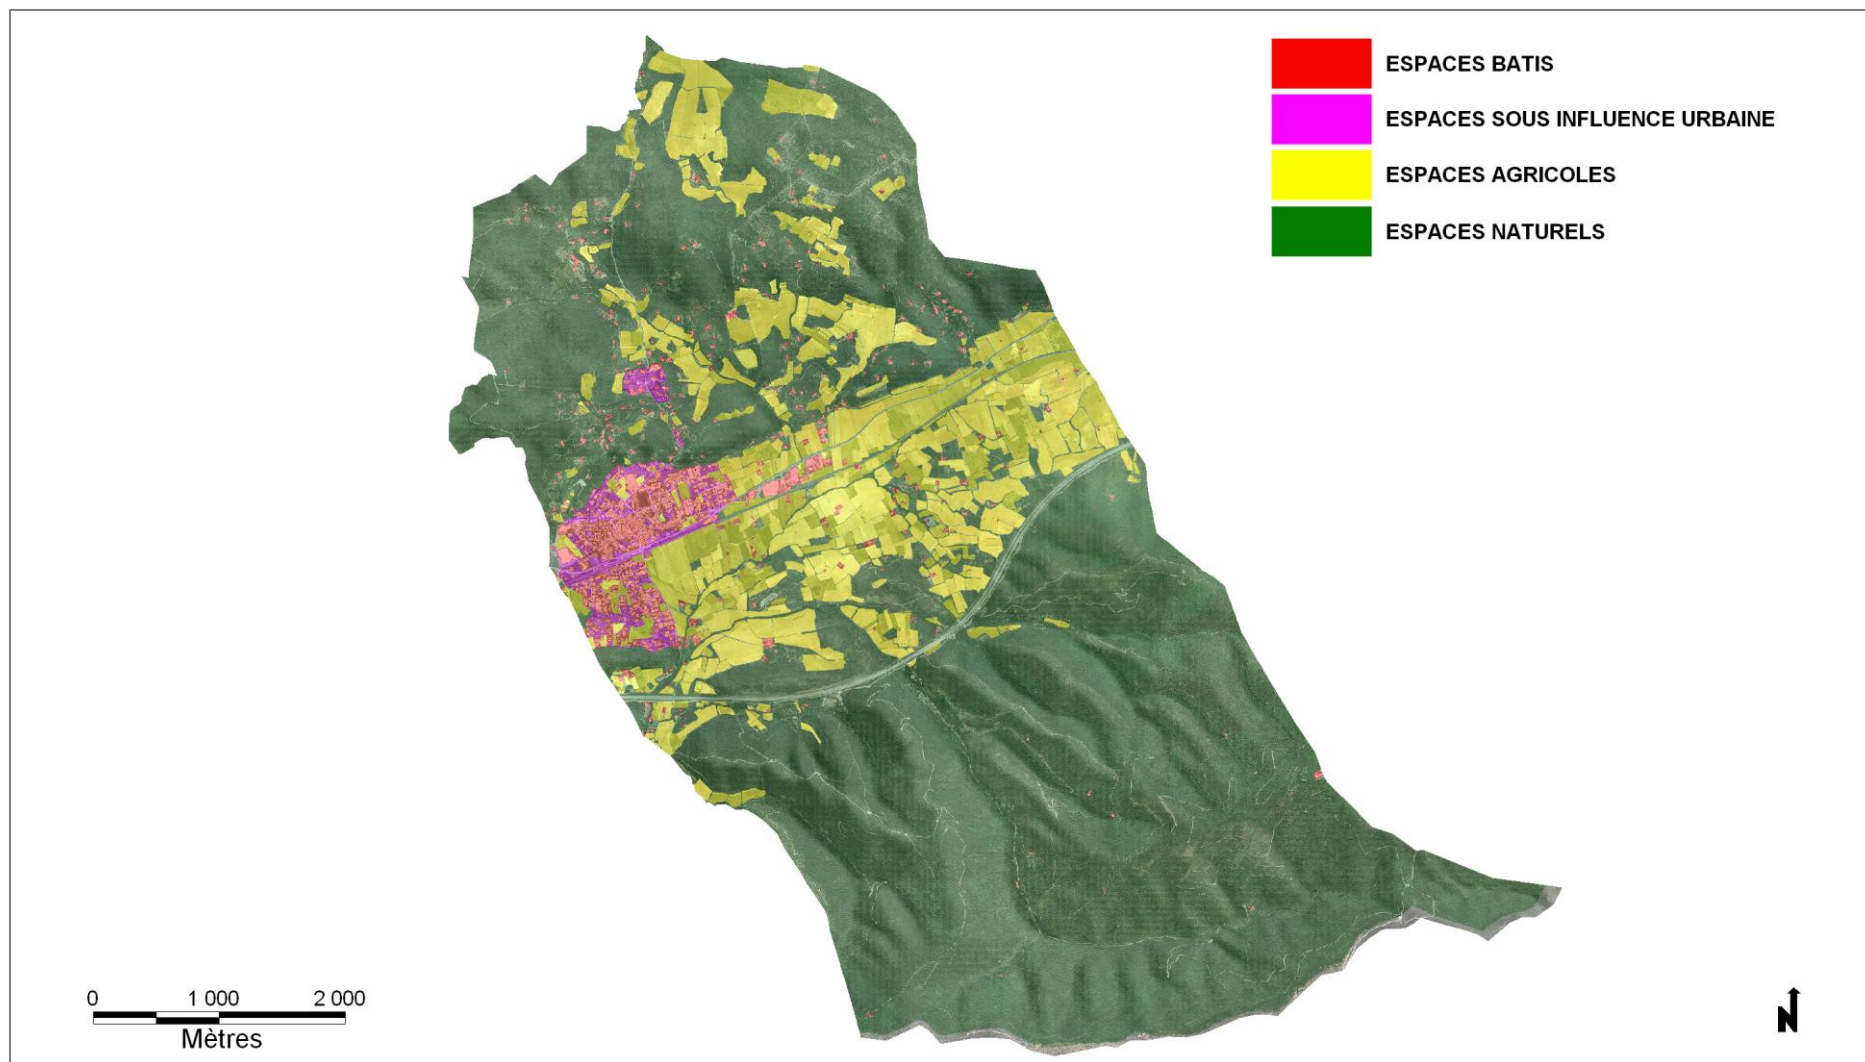 ESPACES BATIS
ESPACES SOUS INFLUENCE URBAINE
ESPACES AGRICOLES
ESPACES NATURELS
0 1 000 2 000
Mètres
N